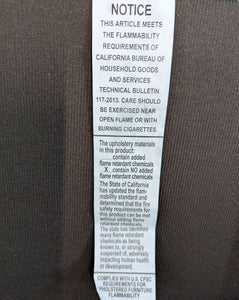 NOTICE
THIS ARTICLE MEETS
THE FLAMMABILITY
REQUIREMENTS OF
CALIFORNIA BUREAU OF
HOUSEHOLD GOODS
AND SERVICES
TECHNICAL BULLETIN
117-2013. CARE SHOULD
BE EXERCISED NEAR
OPEN FLAME OR WITH
BURNING CIGARETTES.
The upholstery materials
in this product:
__contain added
flame retardant chemicals
_X_contain NO added
flame retardant chemicals
The State of California
has updated the flam-
mability standard and
determined that the fire
safety requirements for
this product can be met
without adding flame
retardant chemicals.
The state has identified
many flame retardant
chemicals as being
known to, or strongly
suspected of, adversely
impacting human health
or development.
COMPLIES WITH U.S. CPSC
REQUIREMENTS FOR
UPHOLSTERED FURNITURE
FLAMMABILITY